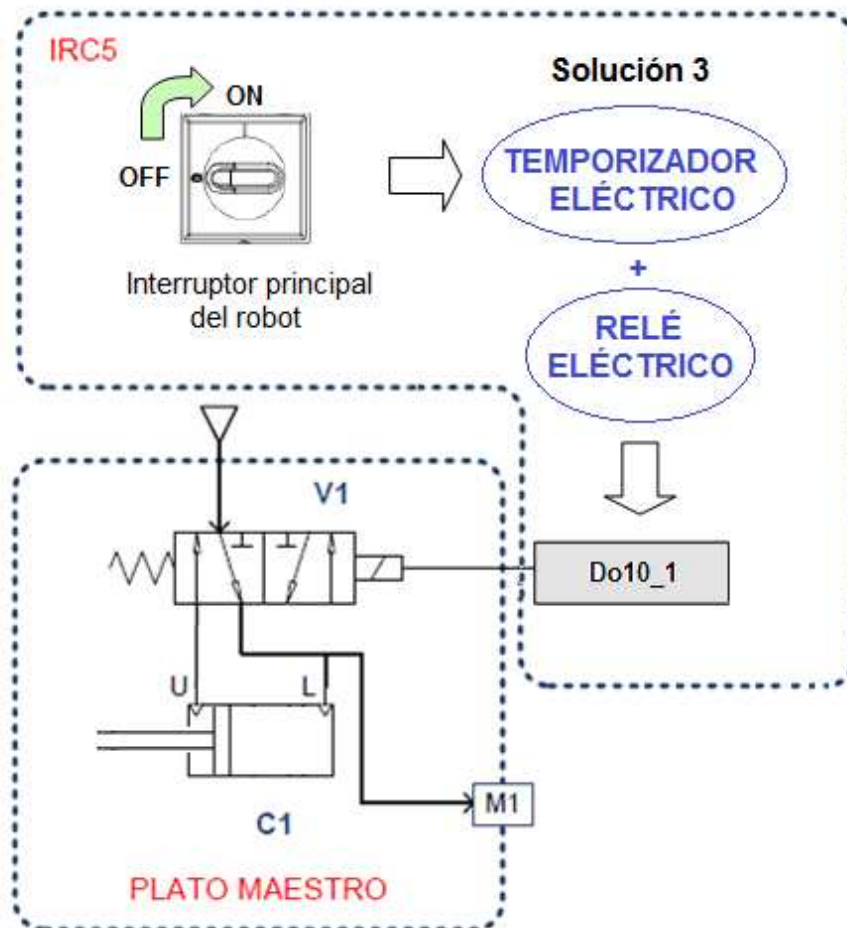 IRC5
Solución 3
ON
OFF
TEMPORIZADOR
ELÉCTRICO
Interruptor principal
del robot
+
RELÉ
ELÉCTRICO
V1
Do10_1
U
L
M1
C1
PLATO MAESTRO